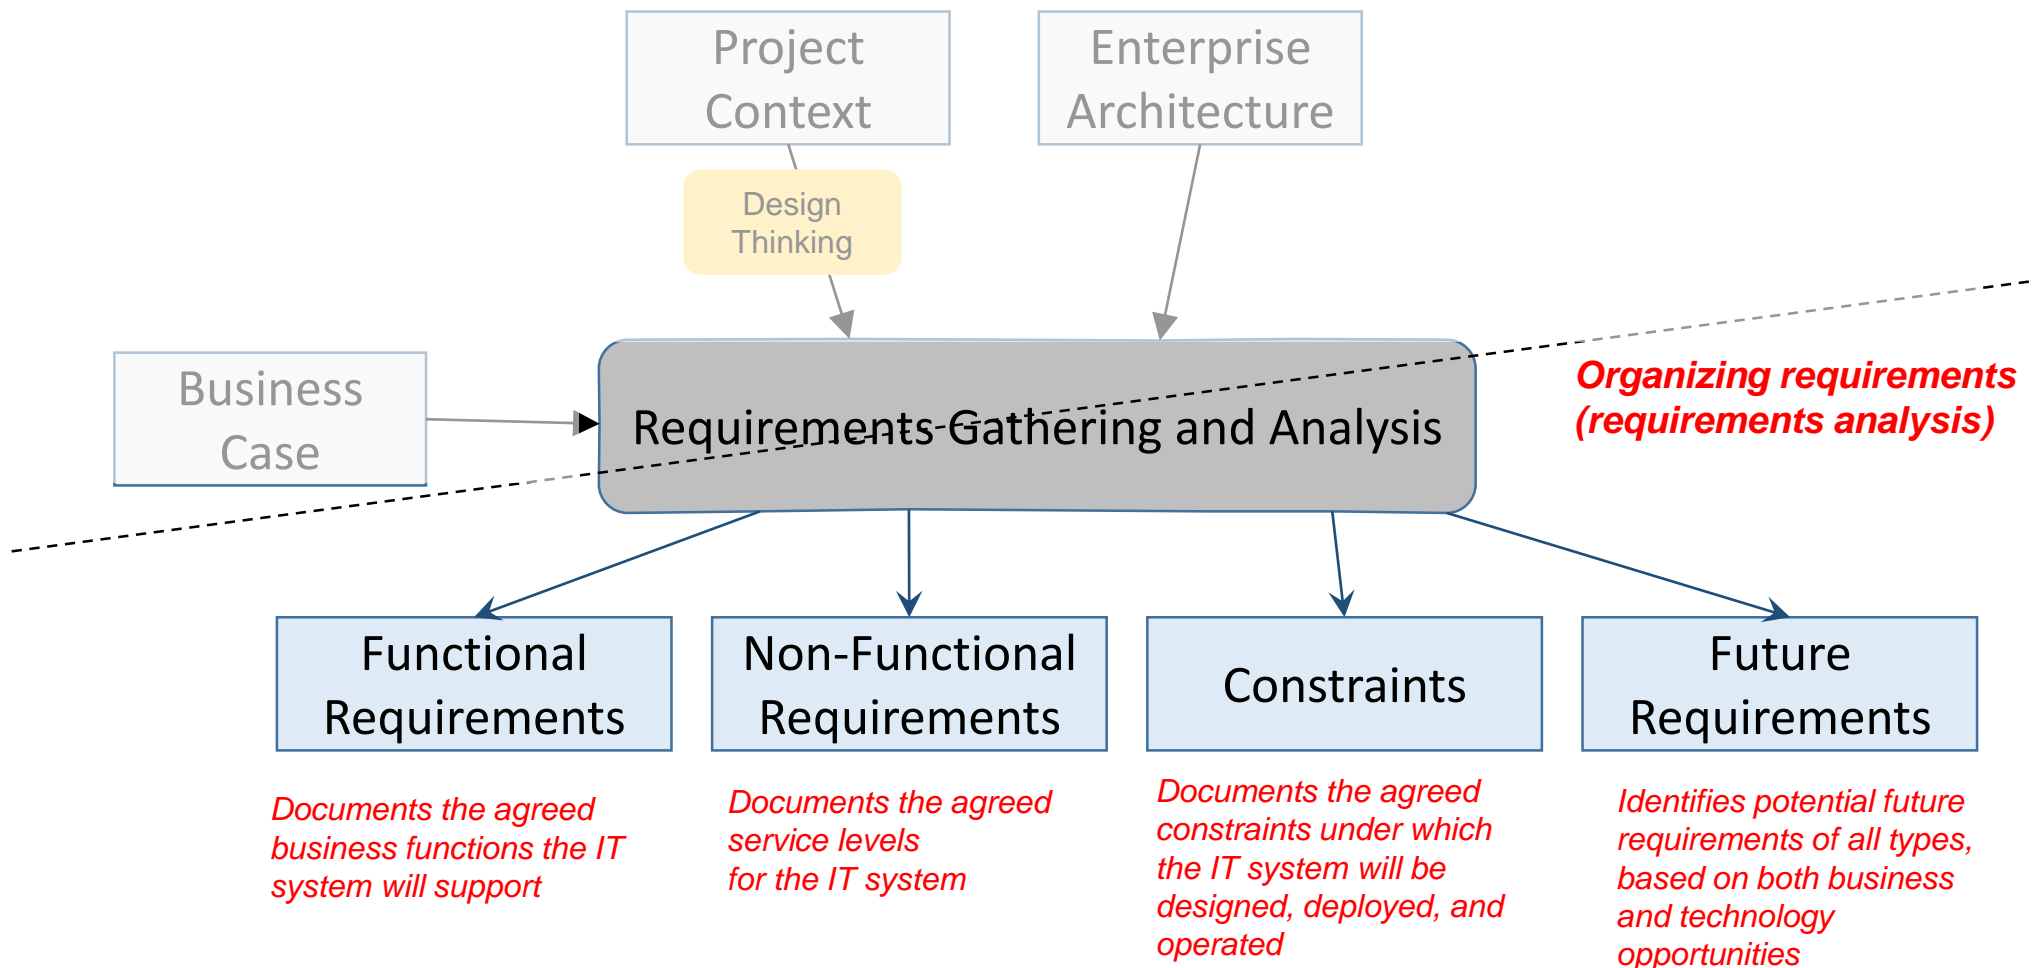 Project
Context
Enterprise
Architecture
Design
Thinking
Business
Case
Requirements Gathering and Analysis
Organizing requirements
(requirements analysis)
Functional
Requirements
Non-Functional
Requirements
Constraints
Future
Requirements
Documents the agreed
business functions the IT
system will support
Documents the agreed
service levels
for the IT system
Documents the agreed
constraints under which
the IT system will be
designed, deployed, and
operated
Identifies potential future
requirements of all types,
based on both business
and technology
opportunities